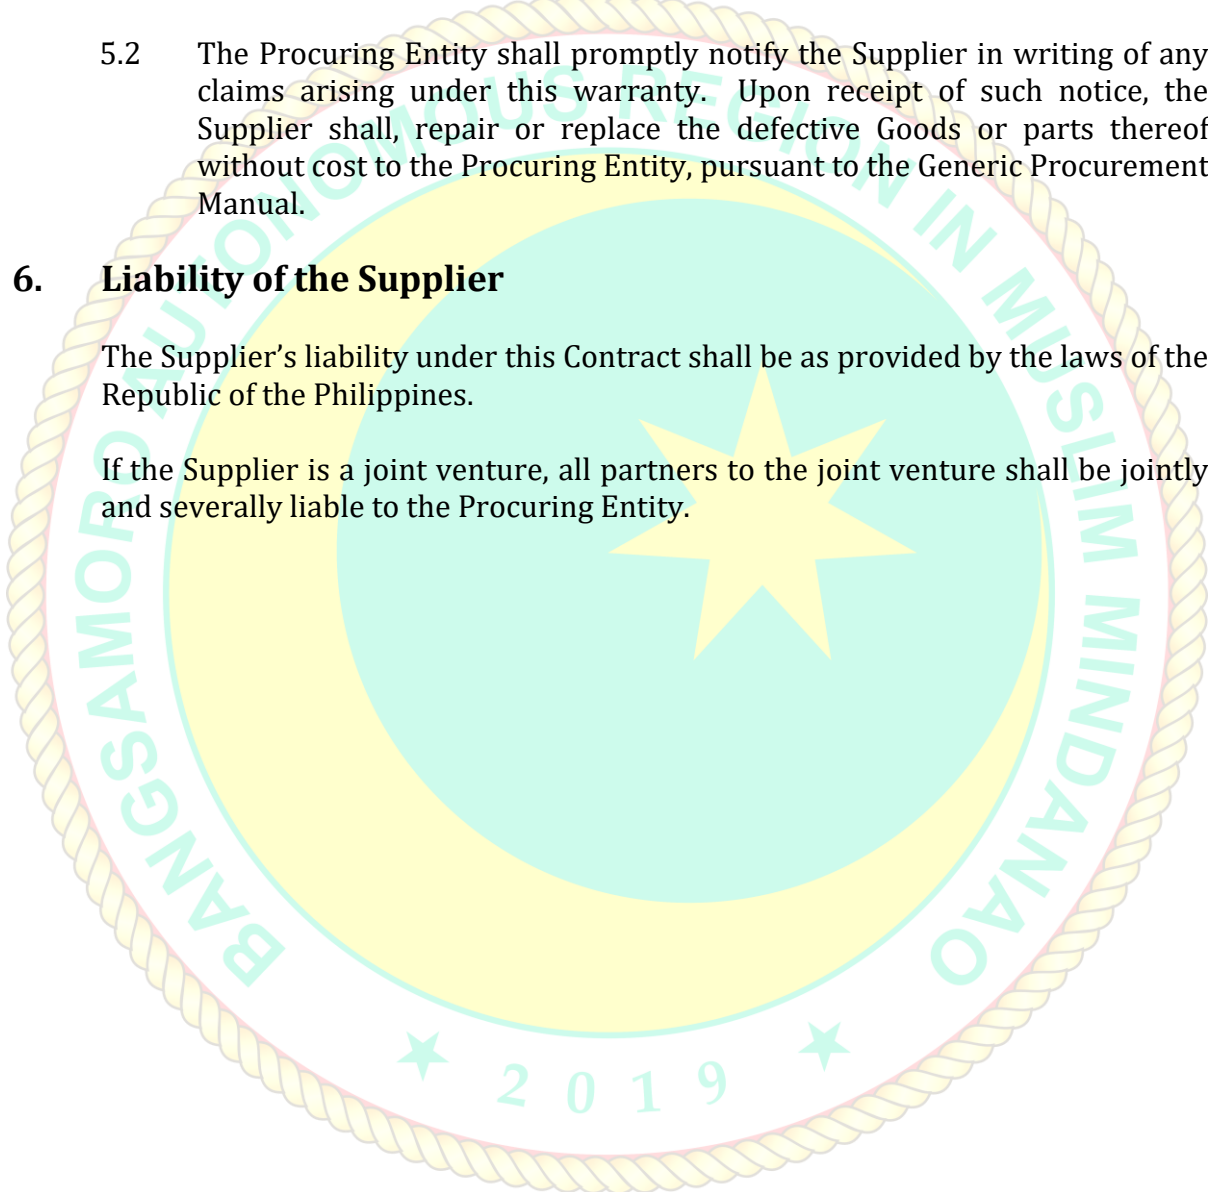 5.2 The Procuring Entity shall promptly notify the Supplier in writing of any
claims arising under this warranty. Upon receipt of such notice, the
Supplier shall, repair or replace the defective Goods or parts thereof
without cost to the Procuring Entity, pursuant to the Generic Procurement
Manual.
6. Liability of the Supplier
The Supplier’s liability under this Contract shall be as provided by the laws of the
Republic of the Philippines.
If the Supplier is a joint venture, all partners to the joint venture shall be jointly
and severally liable to the Procuring Entity.
BANGSAMORO AUTONOMOUS REGION IN MUSLIM MINDANAO
2019